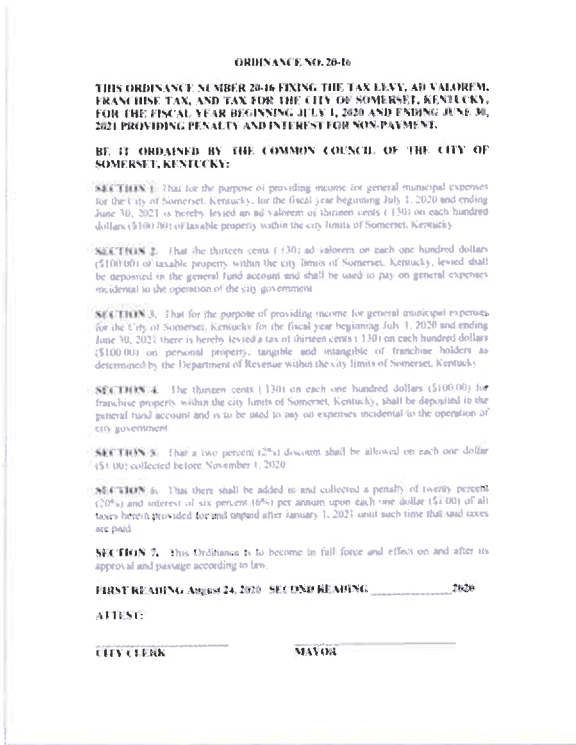 ORDINANCE NO. 20-16
THIS ORDINANCE NUMBER 20-16 FIXING THE TAX LEVY, AD VALOREM,
FRANCHISE TAX, AND TAX FOR THE CITY OF SOMERSET, KENTUCKY,
FOR THE FISCAL YEAR BEGINNING JULY 1, 2020 AND ENDING JUNE 30,
2021 PROVIDING PENALTY AND INTEREST FOR NON-PAYMENT.
BE IT ORDAINED BY THE COMMON COUNCIL OF THE CITY OF
SOMERSET, KENTUCKY:
SECTION 1. That for the purpose of providing income for general municipal expenses
for the City of Somerset, Kentucky, for the fiscal year beginning July 1, 2020 and ending
June 30, 2021 is hereby levied an ad valorem of thirteen cents (.130) on each hundred
dollars ($100.00) of taxable property within the city limits of Somerset, Kentucky
SECTION 2. That the thirteen cents (.130) ad valorem on each one hundred dollars
($100.00) of taxable property within the city limits of Somerset, Kentucky, levied shall
be deposited in the general fund account and shall be used to pay on general expenses
incidental to the operation of the city government
SECTION 3. That for the purpose of providing income for general municipal expenses
for the City of Somerset, Kentucky for the fiscal year beginning July 1, 2020 and ending
June 30, 2021 there is hereby levied a tax of thirteen cents (.130) on each hundred dollars
($100.00) on personal property, tangible and intangible of franchise holders as
determined by the Department of Revenue within the city limits of Somerset, Kentucky
SECTION 4. The thirteen cents (.130) on each one hundred dollars ($100.00) for
franchise property within the city limits of Somerset, Kentucky, shall be deposited in the
general fund account and is to be used to pay on expenses incidental to the operation of
city government
SECTION 5. That a two percent (2%) discount shall be allowed on each one dollar
($1.00) collected before November 1, 2020
SECTION 6. That there shall be added to and collected a penalty of twenty percent
(20%) and interest of six percent (6%) per annum upon each one dollar ($1.00) of all
taxes herein provided for and unpaid after January 1, 2021 until such time that said taxes
are paid
SECTION 7. This Ordinance is to become in full force and effect on and after its
approval and passage according to law.
FIRST READING August 24, 2020 SECOND READING ________________2020
ATTEST:
CITY CLERK MAYOR